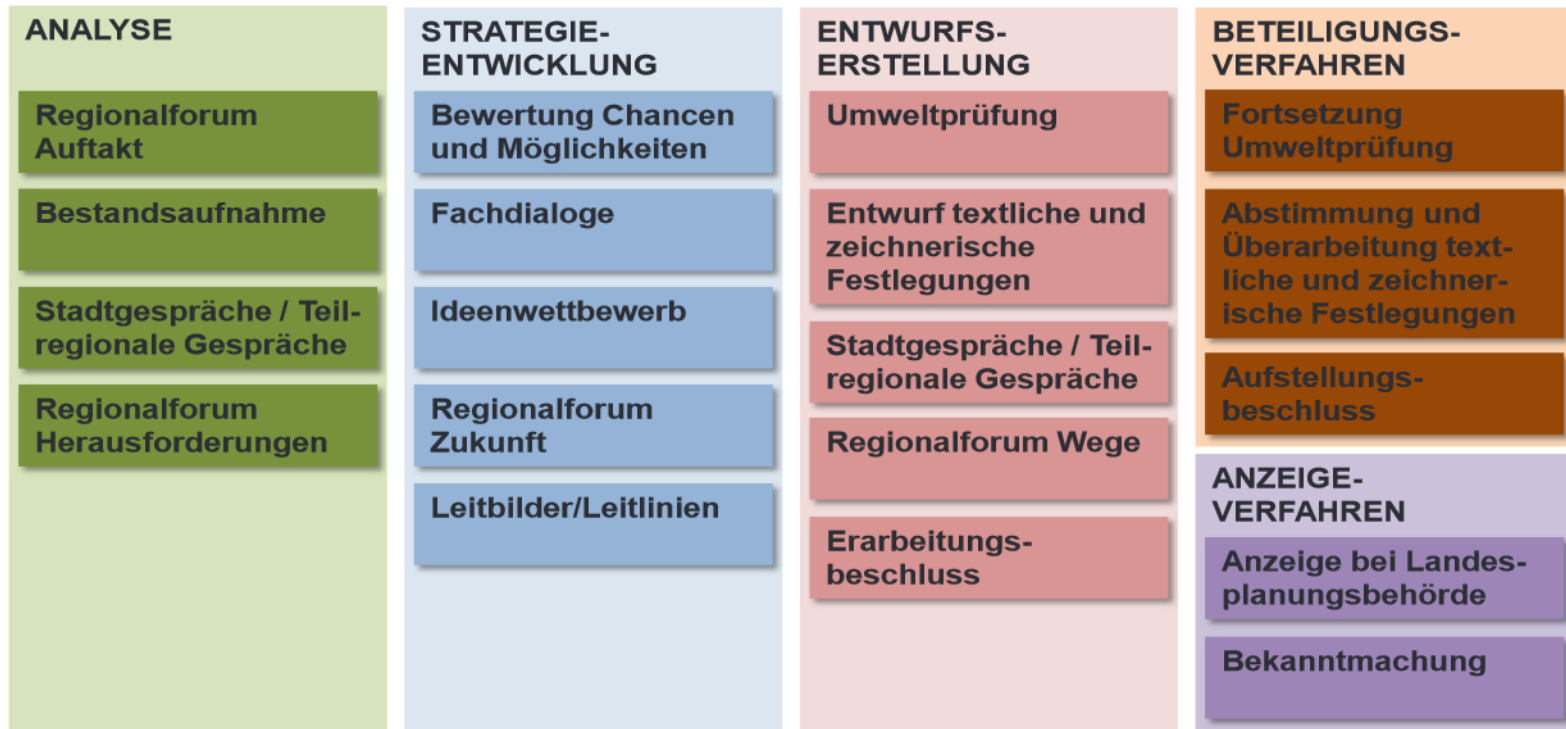 ANALYSE
Regionalforum
Auftakt
Bestandsaufnahme
Stadtgespräche / Teil-
regionale Gespräche
Regionalforum
Herausforderungen
STRATEGIE-
ENTWICKLUNG
Bewertung Chancen
und Möglichkeiten
Fachdialoge
Ideenwettbewerb
Regionalforum
Zukunft
Leitbilder/Leitlinien
ENTWURFS-
ERSTELLUNG
Umweltprüfung
Entwurf textliche und
zeichnerische
Festlegungen
Stadtgespräche / Teil-
regionale Gespräche
Regionalforum Wege
Erarbeitungs-
beschluss
BETEILIGUNGS-
VERFAHREN
Fortsetzung
Umweltprüfung
Abstimmung und
Überarbeitung text-
liche und zeichner-
ische Festlegungen
Aufstellungs-
beschluss
ANZEIGE-
VERFAHREN
Anzeige bei Landes-
planungsbehörde
Bekanntmachung